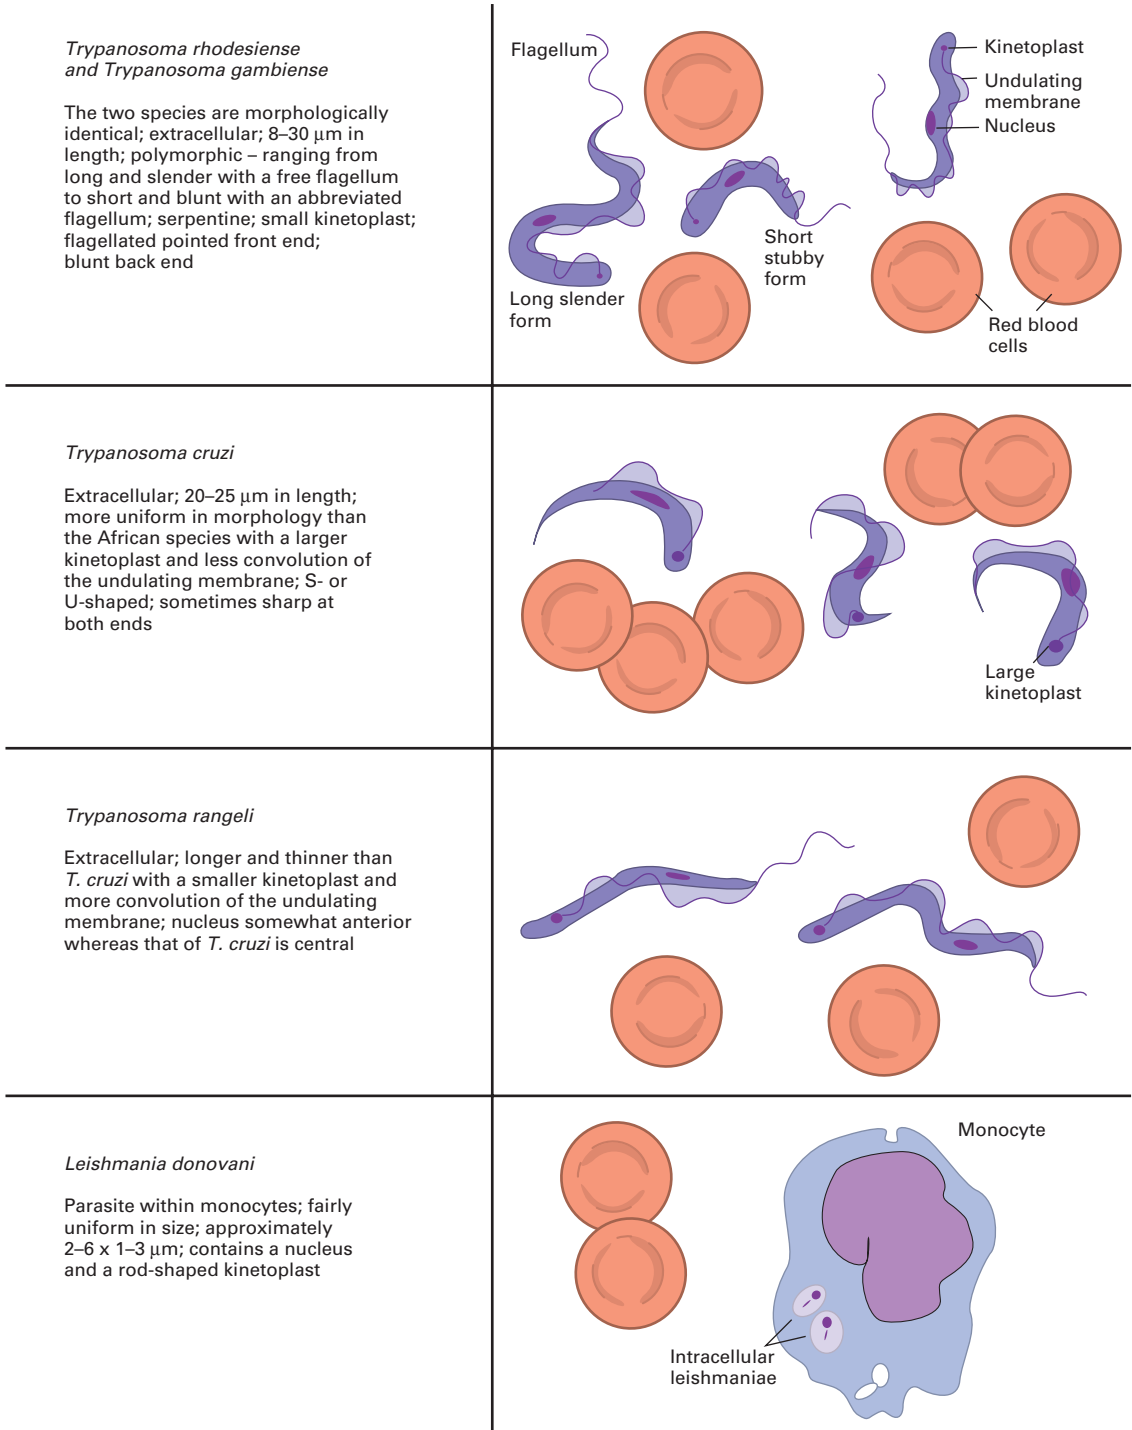 Trypanosoma rhodesiense
and Trypanosoma gambiense
The two species are morphologically
identical; extracellular; 8–30 μm in
length; polymorphic – ranging from
long and slender with a free flagellum
to short and blunt with an abbreviated
flagellum; serpentine; small kinetoplast;
flagellated pointed front end;
blunt back end
Flagellum
Long slender
form
Short
stubby
form
Kinetoplast
Undulating
membrane
Nucleus
Red blood
cells
Trypanosoma cruzi
Extracellular; 20–25 μm in length;
more uniform in morphology than
the African species with a larger
kinetoplast and less convolution of
the undulating membrane; S- or
U-shaped; sometimes sharp at
both ends
Large
kinetoplast
Trypanosoma rangeli
Extracellular; longer and thinner than
T. cruzi with a smaller kinetoplast and
more convolution of the undulating
membrane; nucleus somewhat anterior
whereas that of T. cruzi is central
Leishmania donovani
Parasite within monocytes; fairly
uniform in size; approximately
2–6 x 1–3 μm; contains a nucleus
and a rod-shaped kinetoplast
Monocyte
Intracellular
leishmaniae